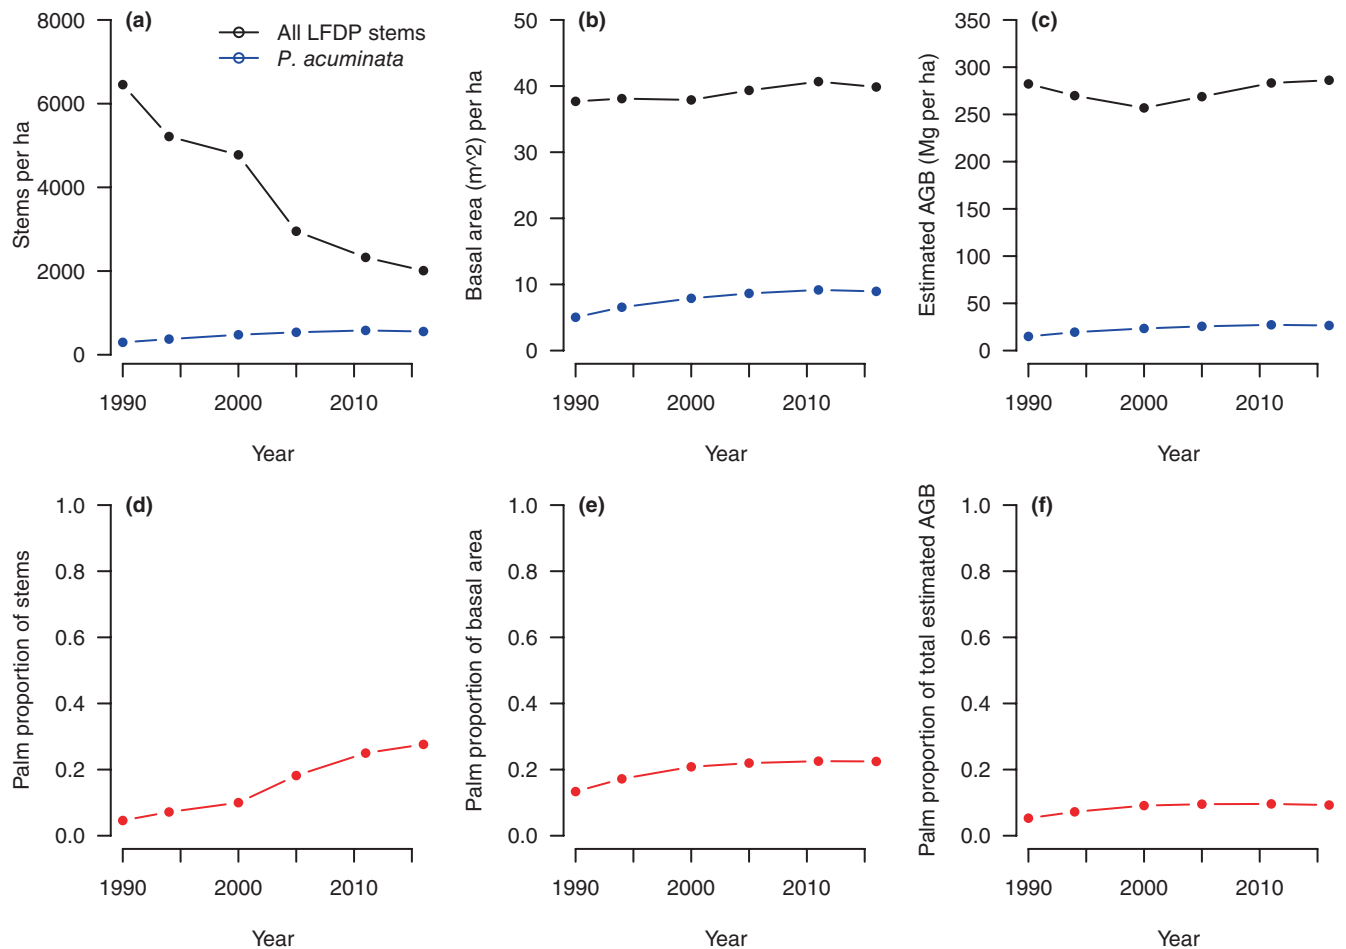 (a)
All LFDP stems
P. acuminata
Stems per ha
8000
6000
4000
2000
0
1990
2000
2010
Year
(b)
Basal area (m^2) per ha
50
40
30
20
10
0
1990
2000
2010
Year
(c)
Estimated AGB (Mg per ha)
350
300
250
200
150
100
50
0
1990
2000
2010
Year
(d)
Palm proportion of stems
1.0
0.8
0.6
0.4
0.2
0.0
1990
2000
2010
Year
(e)
Palm proportion of basal area
1.0
0.8
0.6
0.4
0.2
0.0
1990
2000
2010
Year
(f)
Palm proportion of total estimated AGB
1.0
0.8
0.6
0.4
0.2
0.0
1990
2000
2010
Year